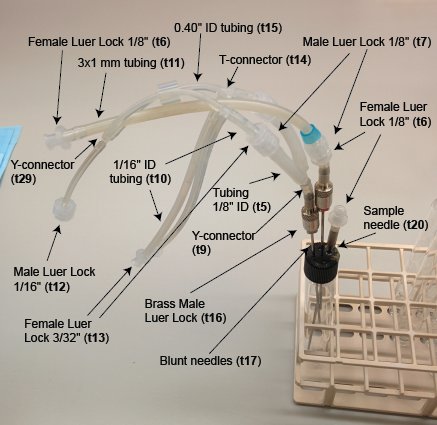 0.40" ID tubing (t15)
Female Luer Lock 1/8" (t6)
Male Luer Lock 1/8" (t7)
3x1 mm tubing (t11)
T-connector (t14)
Female Luer
Lock 1/8" (t6)
Y-connector
(t29)
1/16" ID
tubing (t10)
Tubing
1/8" ID (t5)
Sample
needle (t20)
Y-connector
(t9)
Male Luer Lock
1/16" (t12)
Brass Male
Luer Lock (t16)
Female Luer
Lock 3/32" (t13)
Blunt needles (t17)